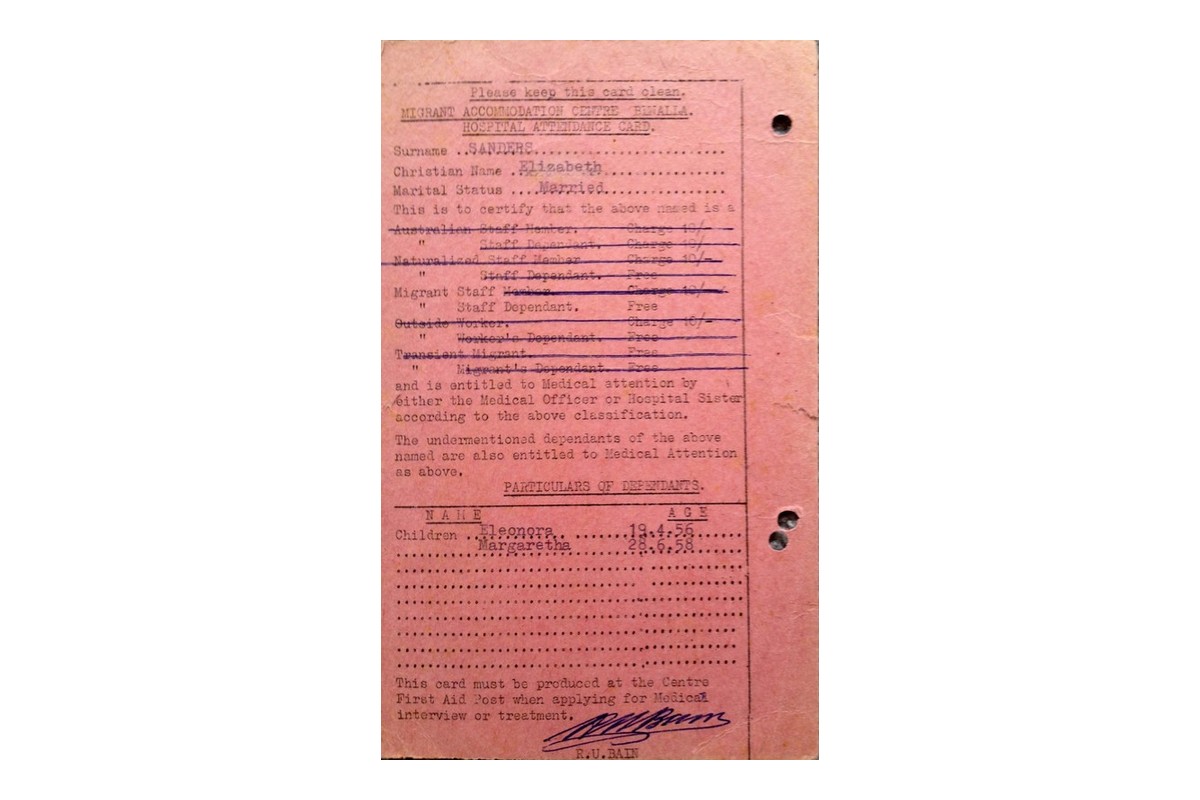 Please keep this card clean.
MIGRANT ACCOMMODATION CENTRE BENALLA.
HOSPITAL ATTENDANCE CARD.
Surname ..SANDERS..........................
Christian Name ..Elizabeth.................
Marital Status ....Married.................
This is to certify that the above named is a
Australian Staff Member. Charge 10/-
" Staff Dependant. Charge 10/-
Naturalized Staff Member Charge 10/-
" Staff Dependant. Free
Migrant Staff Member. Charge 10/-
" Staff Dependant. Free
Outside Worker. Charge 10/-
" Worker's Dependant. Free
Transient Migrant. Free
" Migrant's Dependant. Free
and is entitled to Medical attention by
either the Medical Officer or Hospital Sister
according to the above classification.
The undermentioned dependants of the above
named are also entitled to Medical Attention
as above.
PARTICULARS OF DEPENDANTS.
NAME AGE
Children ..Eleonora.. ........19.4.56......
Margaretha 28.6.58
This card must be produced at the Centre
First Aid Post when applying for Medical
interview or treatment.
R.U.BAIN